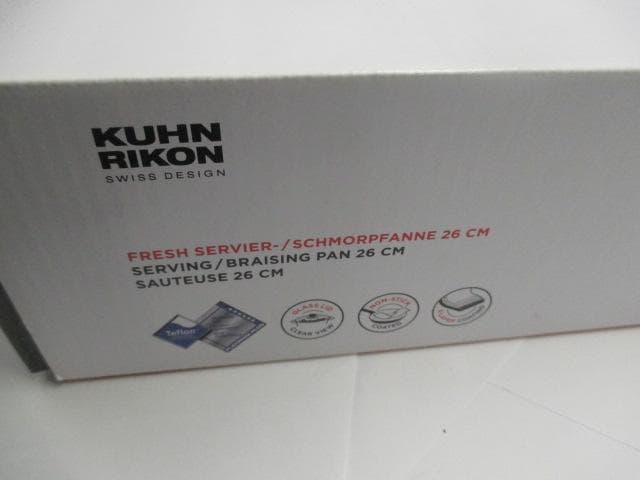 KUHN
RIKON
SWISS DESIGN
FRESH SERVIER-/SCHMORPFANNE 26 CM
SERVING/BRAISING PAN 26 CM
SAUTEUSE 26 CM
Teflon
GLASS LID
CLEAR VIEW
NON-STICK
COATED